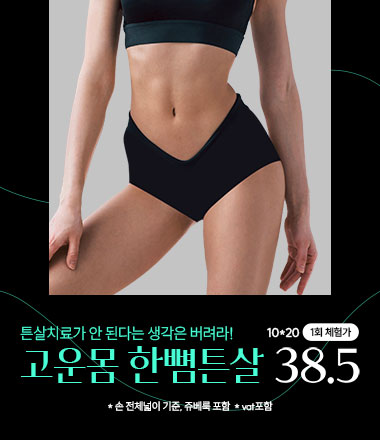 튼살치료가 안 된다는 생각은 버려라!
10*20 1회 체험가
고운몸 한뼘튼살 38.5
* 손 전체넓이 기준, 쥬베룩 포함 * vat포함